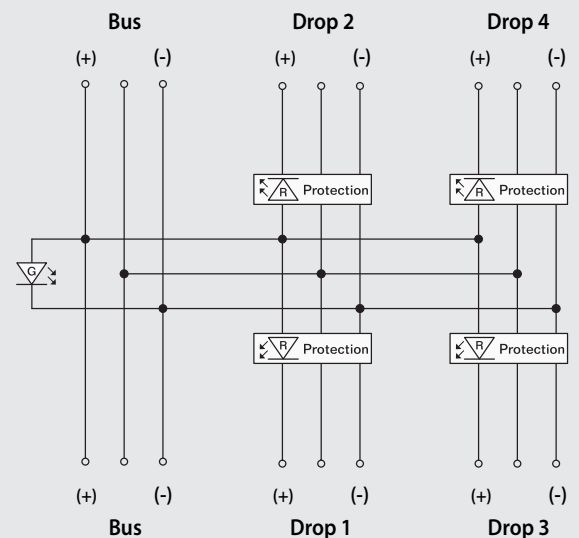 Bus Drop 2 Drop 4
(+) (-) (+) (-) (+) (-)
R Protection R Protection
G
R Protection R Protection
(+) (-) (+) (-) (+) (-)
Bus Drop 1 Drop 3